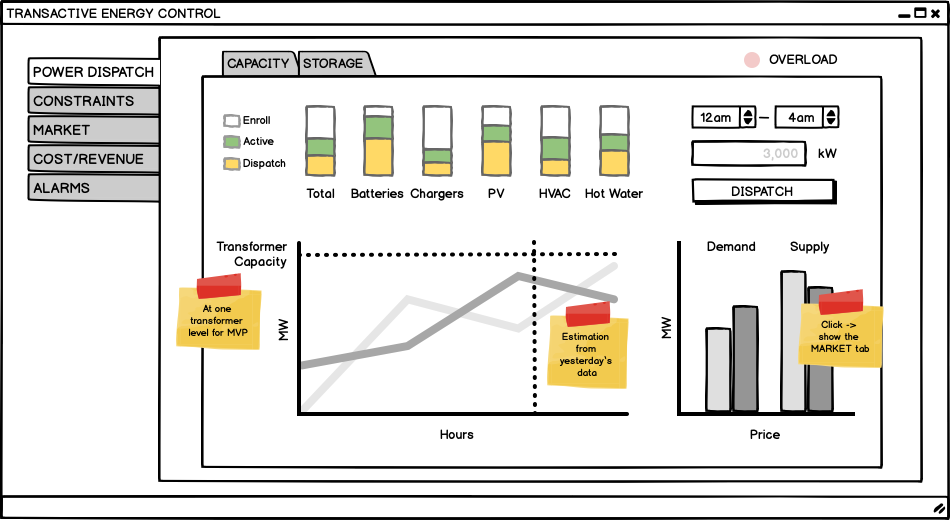 TRANSACTIVE ENERGY CONTROL
POWER DISPATCH
CONSTRAINTS
MARKET
COST/REVENUE
ALARMS
CAPACITY
STORAGE
OVERLOAD
Enroll
Active
Dispatch
Total
Batteries
Chargers
PV
HVAC
Hot Water
12am
–
4am
3,000
kW
DISPATCH
Transformer
Capacity
At one
transformer
level for MVP
MW
Estimation
from
yesterday's
data
Hours
Demand
Supply
MW
Click ->
show the
MARKET tab
Price